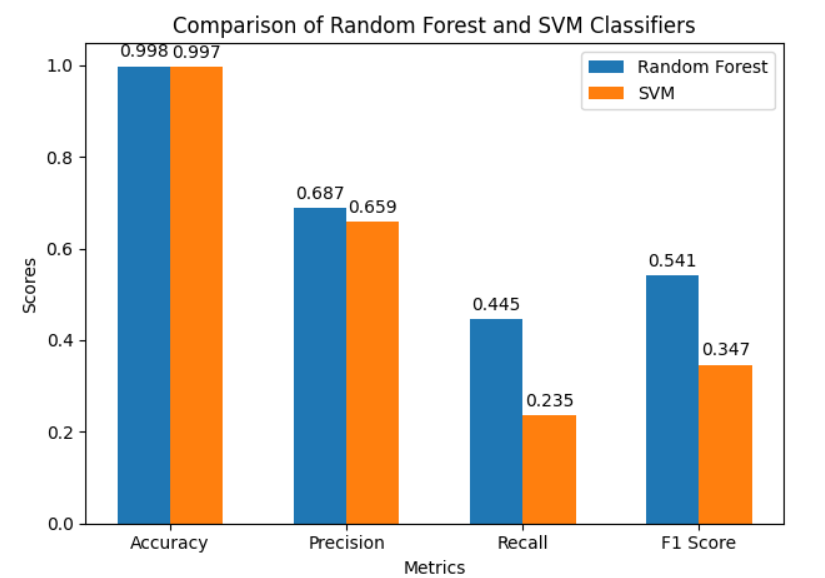 Comparison of Random Forest and SVM Classifiers
0.998 0.997
1.0
Random Forest
SVM
0.8
0.687
0.659
0.6
0.541
Scores
0.445
0.4
0.347
0.235
0.2
0.0
Accuracy Precision Recall F1 Score
Metrics